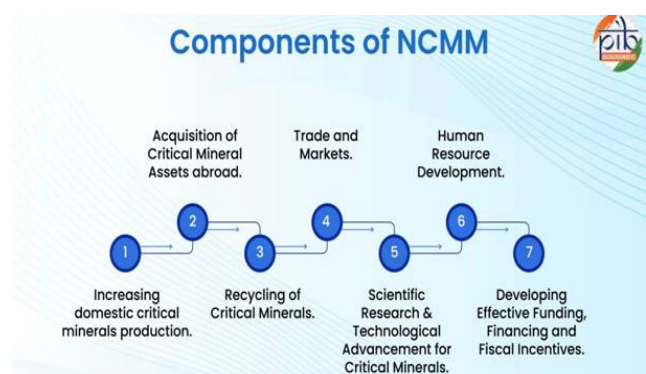 Components of NCMM
pib
Acquisition of
Critical Mineral
Assets abroad.
Trade and
Markets.
Human
Resource
Development.
1
2
3
4
5
6
7
Increasing
domestic critical
minerals production.
Recycling of
Critical Minerals.
Scientific
Research &
Technological
Advancement for
Critical Minerals.
Developing
Effective Funding,
Financing and
Fiscal Incentives.